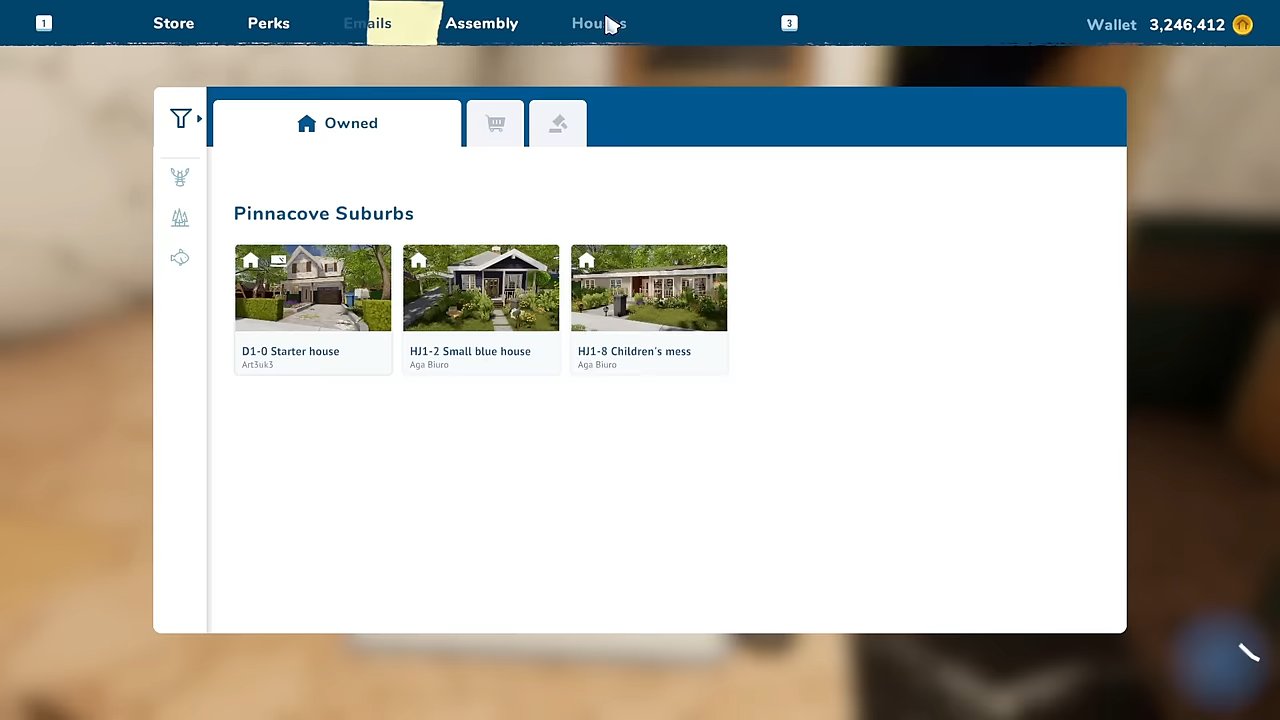 1 Store Perks Emails Assembly Houses 3 Wallet 3,246,412
Owned
Pinnacove Suburbs
D1-0 Starter house
Art3uk3
HJ1-2 Small blue house
Aga Biuro
HJ1-8 Children's mess
Aga Biuro